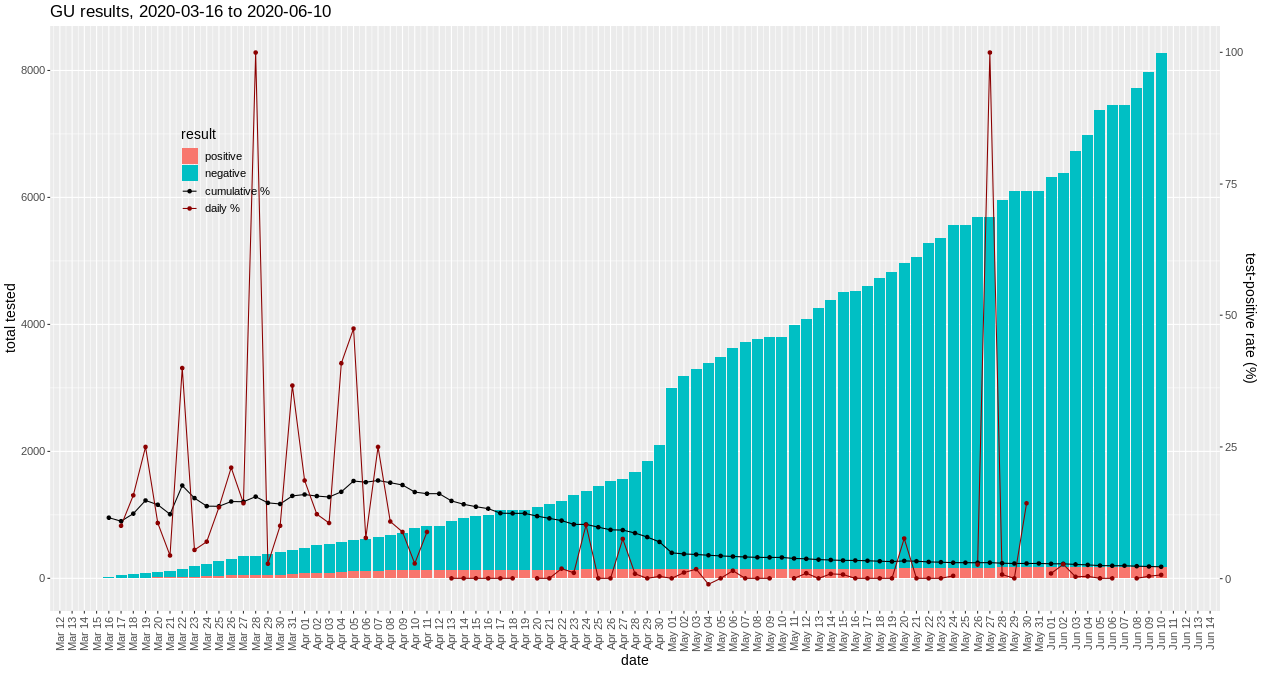 GU results, 2020-03-16 to 2020-06-10
total tested
8000
6000
4000
2000
0
result
positive
negative
cumulative %
daily %
100
75
50
25
0
test-positive rate (%)
Mar 12
Mar 13
Mar 14
Mar 15
Mar 16
Mar 17
Mar 18
Mar 19
Mar 20
Mar 21
Mar 22
Mar 23
Mar 24
Mar 25
Mar 26
Mar 27
Mar 28
Mar 29
Mar 30
Mar 31
Apr 01
Apr 02
Apr 03
Apr 04
Apr 05
Apr 06
Apr 07
Apr 08
Apr 09
Apr 10
Apr 11
Apr 12
Apr 13
Apr 14
Apr 15
Apr 16
Apr 17
Apr 18
Apr 19
Apr 20
Apr 21
Apr 22
Apr 23
Apr 24
Apr 25
Apr 26
Apr 27
Apr 28
Apr 29
Apr 30
May 01
May 02
May 03
May 04
May 05
May 06
May 07
May 08
May 09
May 10
May 11
May 12
May 13
May 14
May 15
May 16
May 17
May 18
May 19
May 20
May 21
May 22
May 23
May 24
May 25
May 26
May 27
May 28
May 29
May 30
May 31
Jun 01
Jun 02
Jun 03
Jun 04
Jun 05
Jun 06
Jun 07
Jun 08
Jun 09
Jun 10
Jun 11
Jun 12
Jun 13
Jun 14
date